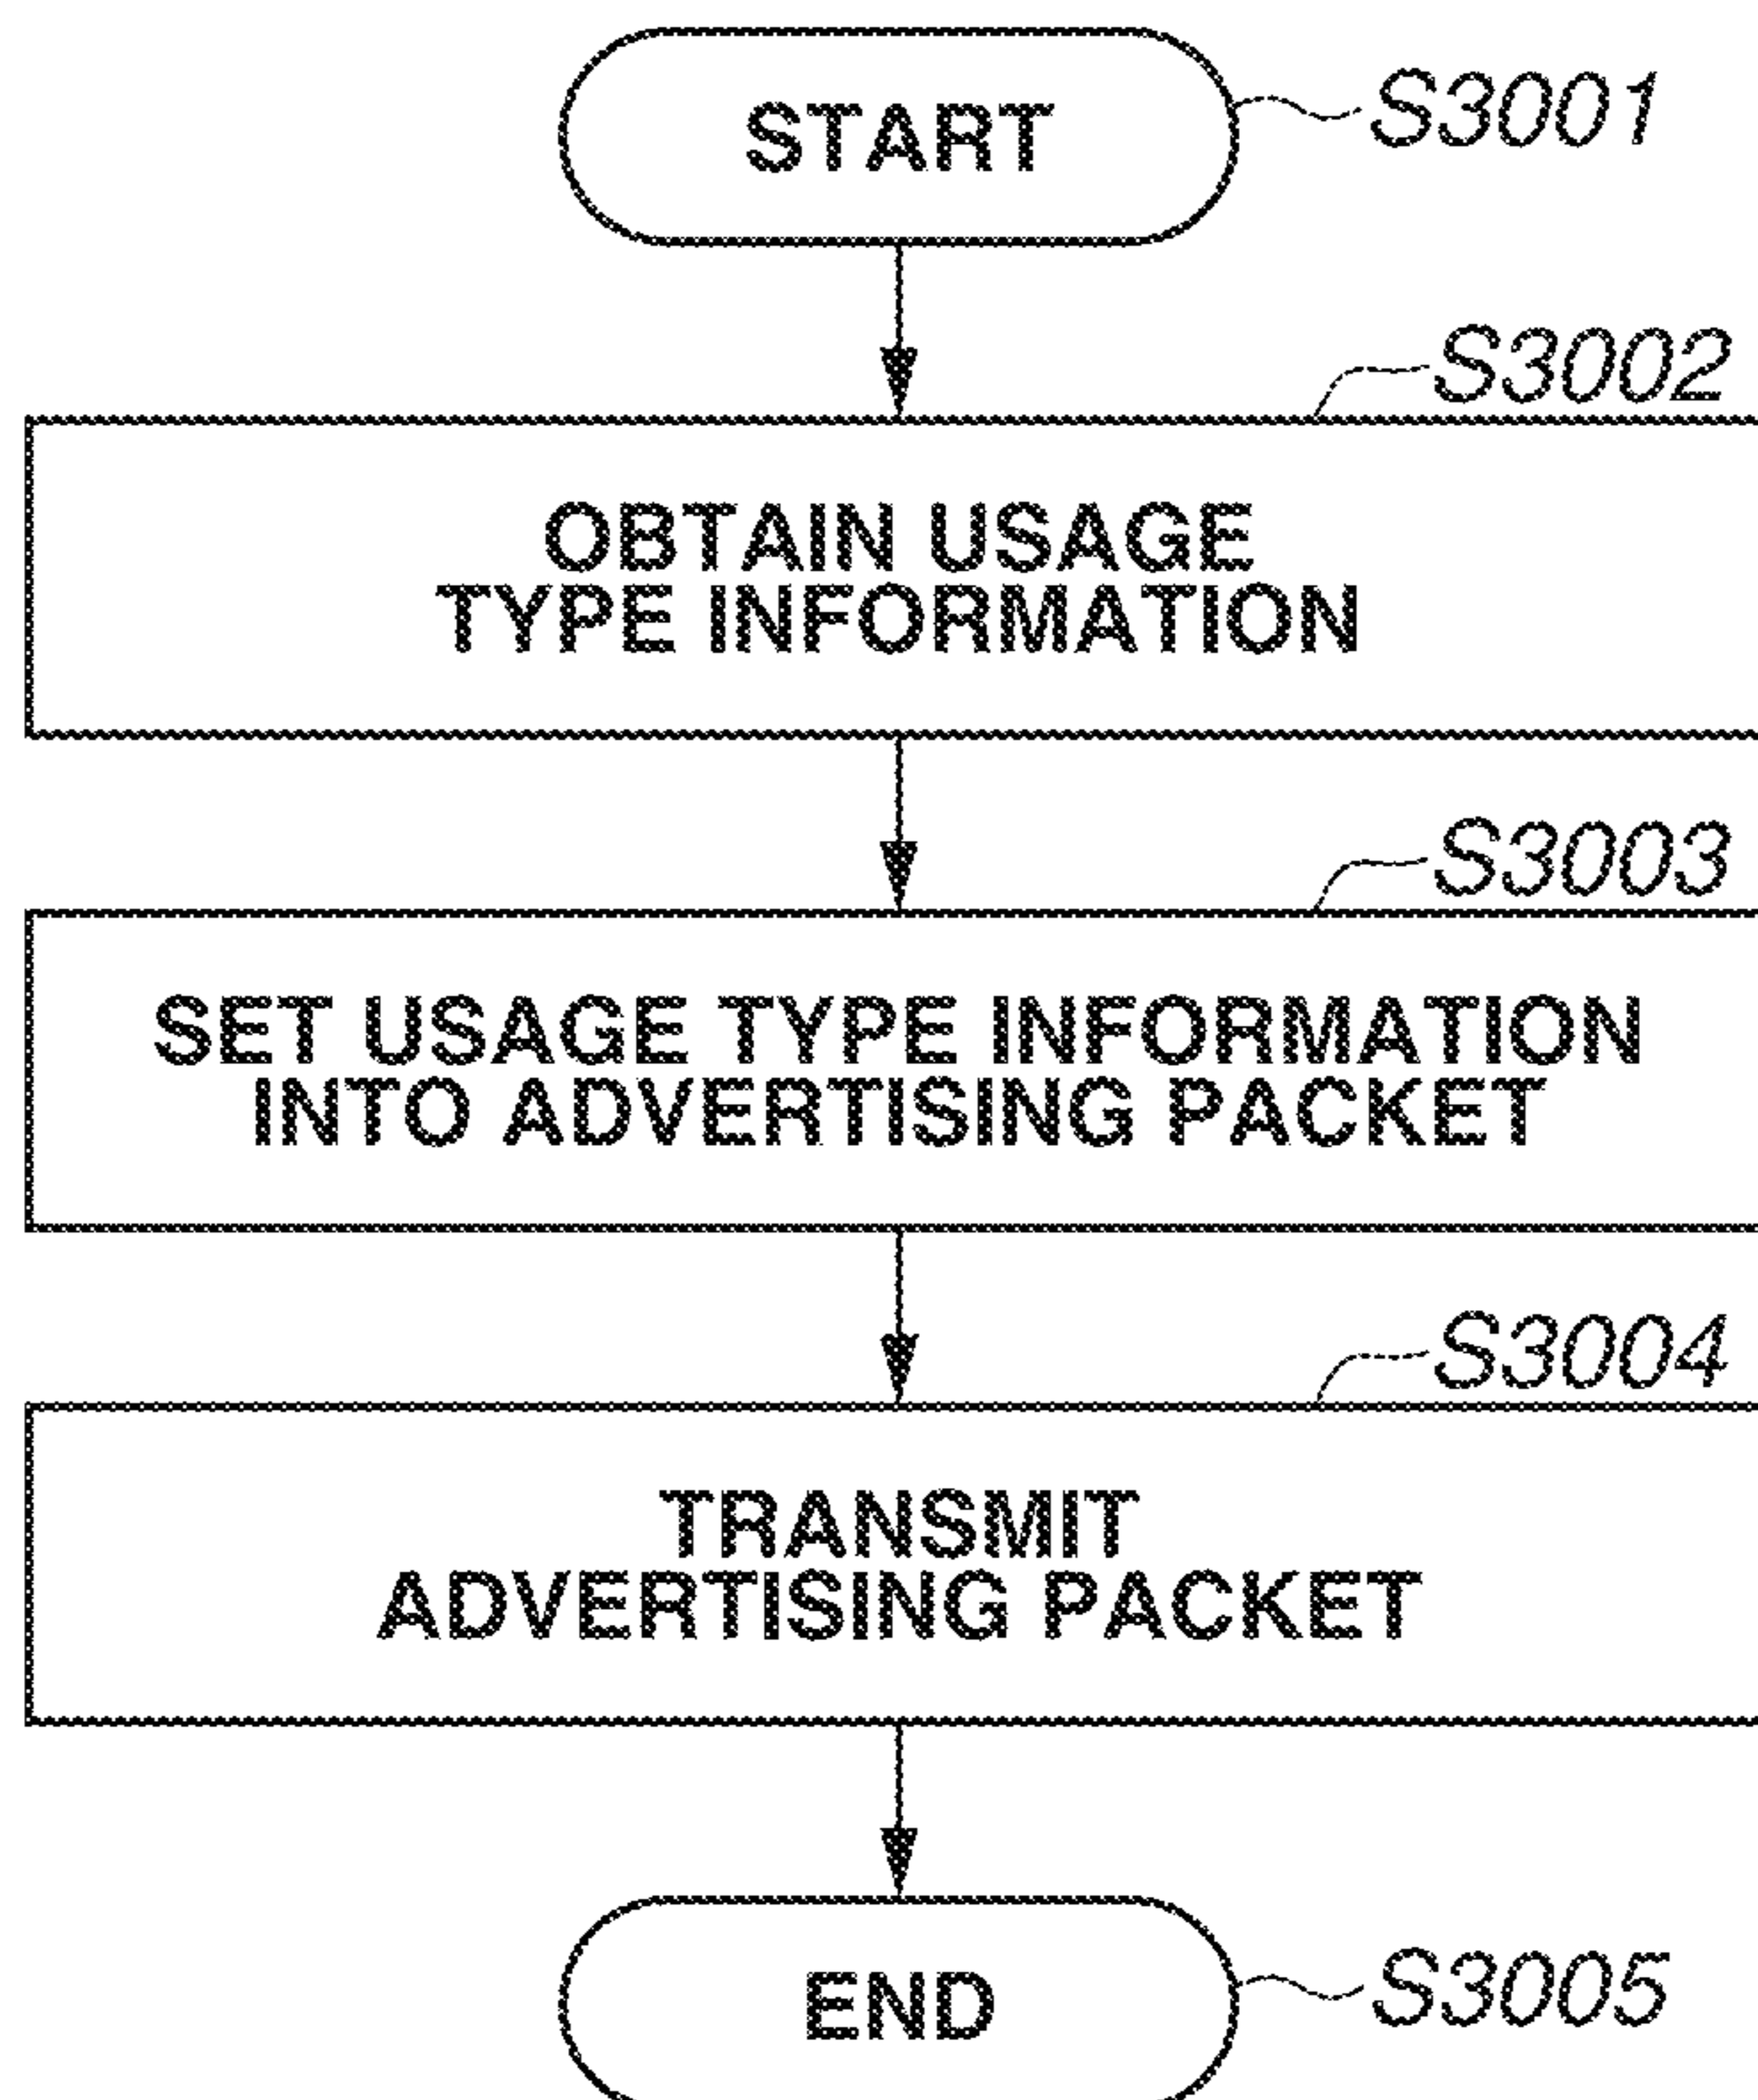 START
S3001
S3002
OBTAIN USAGE
TYPE INFORMATION
S3003
SET USAGE TYPE INFORMATION
INTO ADVERTISING PACKET
S3004
TRANSMIT
ADVERTISING PACKET
END
S3005